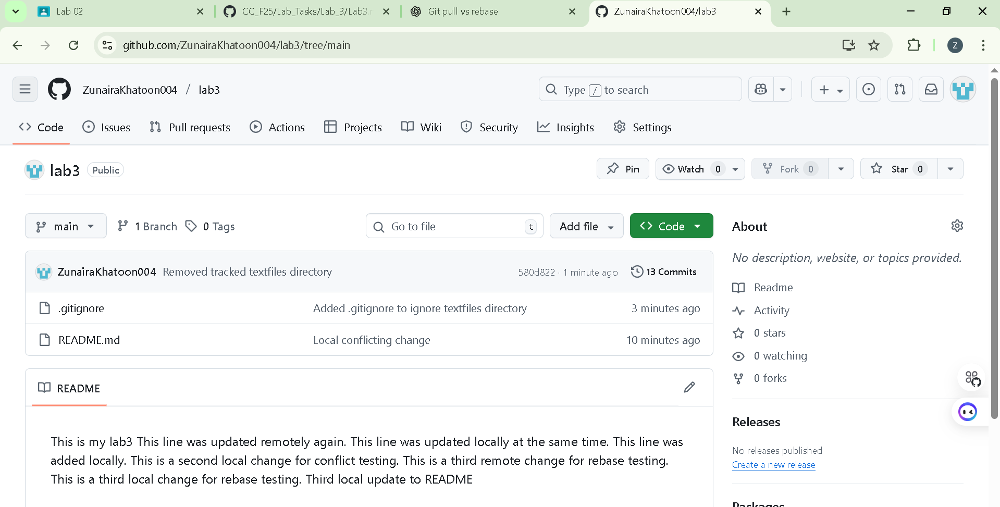 Lab 02
CC_F25/Lab_Tasks/Lab_3/Lab3.
Git pull vs rebase
ZunairaKhatoon004/lab3
github.com/ZunairaKhatoon004/lab3/tree/main
Z
ZunairaKhatoon004 / lab3
Type / to search
Code
Issues
Pull requests
Actions
Projects
Wiki
Security
Insights
Settings
lab3 Public
Pin
Watch 0
Fork 0
Star 0
main
1 Branch
0 Tags
Go to file t
Add file
Code
ZunairaKhatoon004 Removed tracked textfiles directory 580d822 · 1 minute ago 13 Commits
.gitignore Added .gitignore to ignore textfiles directory 3 minutes ago
README.md Local conflicting change 10 minutes ago
README
This is my lab3 This line was updated remotely again. This line was updated locally at the same time. This line was
added locally. This is a second local change for conflict testing. This is a third remote change for rebase testing.
This is a third local change for rebase testing. Third local update to README
About
No description, website, or topics provided.
Readme
Activity
0 stars
0 watching
0 forks
Releases
No releases published
Create a new release
Packages